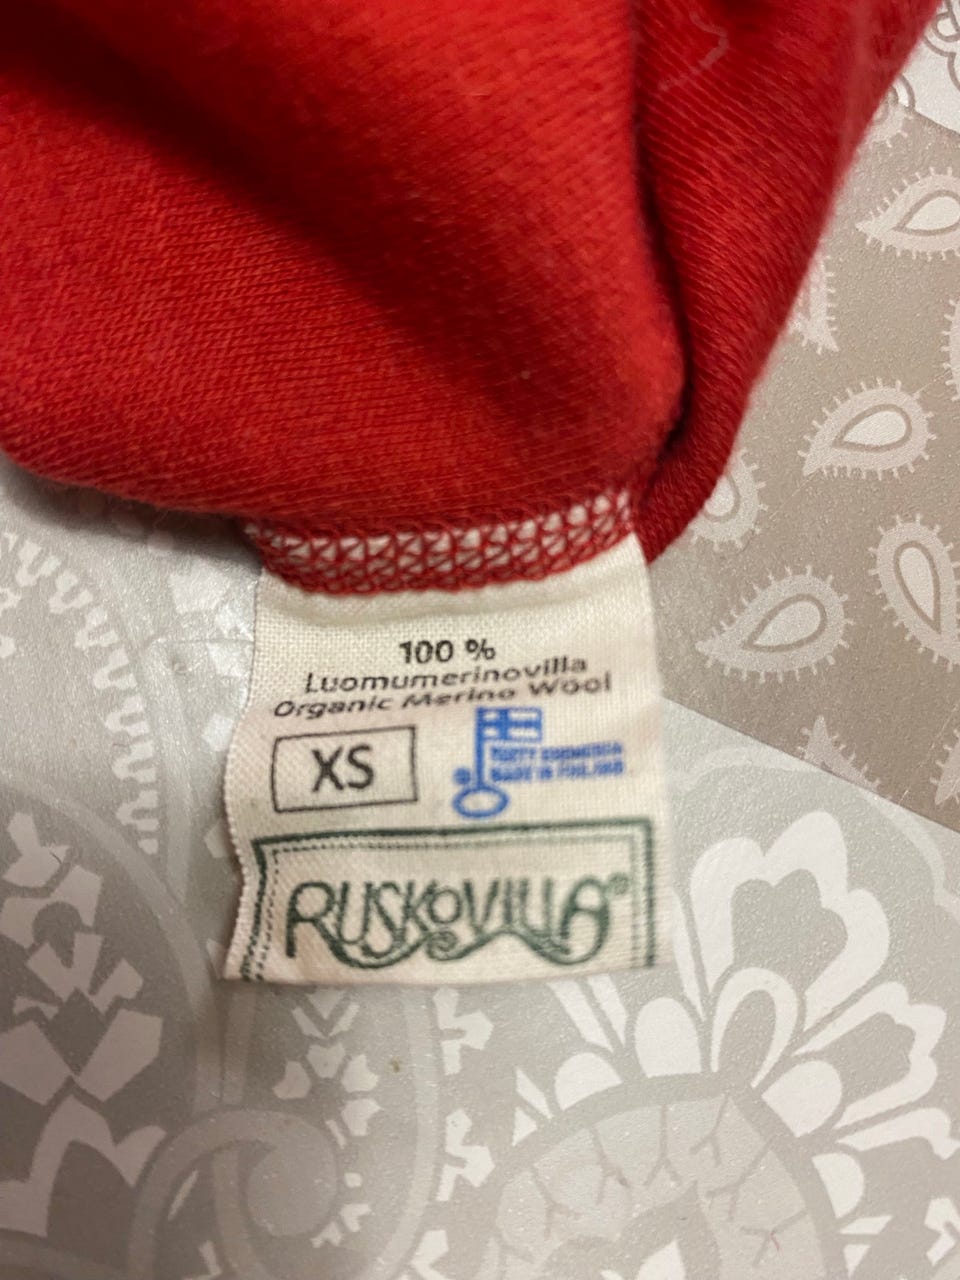 100 %
Luomumerinovilla
Organic Merino Wool
XS
TEHTY SUOMESSA
MADE IN FINLAND
RUSKOVILLA®